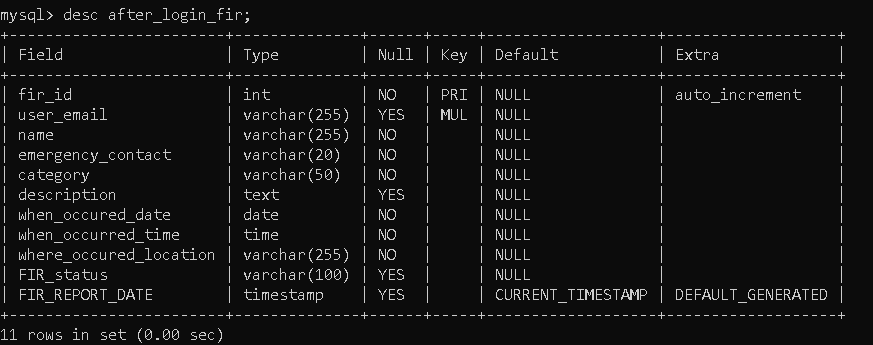 mysql> desc after_login_fir;
+------------------------+--------------+------+-----+-------------------+-------------------+
| Field                  | Type         | Null | Key | Default           | Extra             |
+------------------------+--------------+------+-----+-------------------+-------------------+
| fir_id                 | int          | NO   | PRI | NULL              | auto_increment    |
| user_email             | varchar(255) | YES  | MUL | NULL              |                   |
| name                   | varchar(255) | NO   |     | NULL              |                   |
| emergency_contact      | varchar(20)  | NO   |     | NULL              |                   |
| category               | varchar(50)  | NO   |     | NULL              |                   |
| description            | text         | YES  |     | NULL              |                   |
| when_occured_date      | date         | NO   |     | NULL              |                   |
| when_occurred_time     | time         | NO   |     | NULL              |                   |
| where_occured_location | varchar(255) | NO   |     | NULL              |                   |
| FIR_status             | varchar(100) | YES  |     | NULL              |                   |
| FIR_REPORT_DATE        | timestamp    | YES  |     | CURRENT_TIMESTAMP | DEFAULT_GENERATED |
+------------------------+--------------+------+-----+-------------------+-------------------+
11 rows in set (0.00 sec)